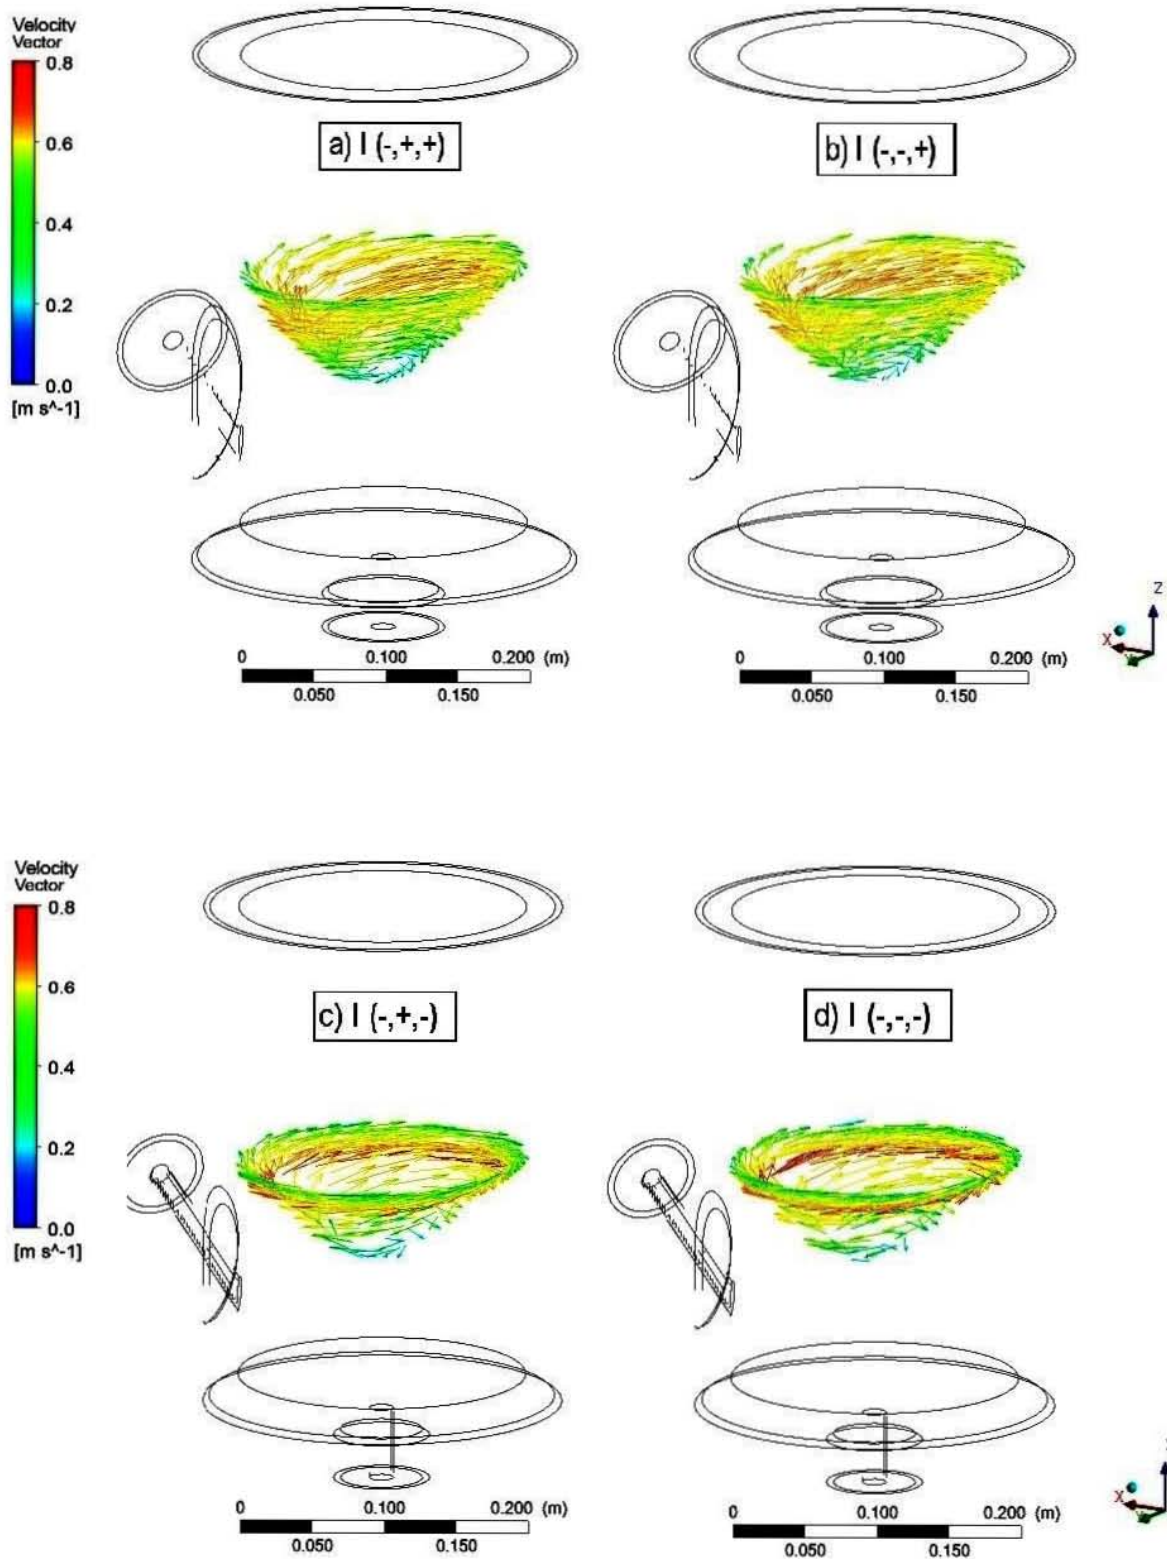 Velocity
Vector
0.8
0.6
0.4
0.2
0.0
[m s^-1]
a) I (-,+,+)
b) I (-,-,+)
0 0.100 0.200 (m)
0.050 0.150
0 0.100 0.200 (m)
0.050 0.150
Z
X
Velocity
Vector
0.8
0.6
0.4
0.2
0.0
[m s^-1]
c) I (-,+,-)
d) I (-,-,-)
0 0.100 0.200 (m)
0.050 0.150
0 0.100 0.200 (m)
0.050 0.150
X